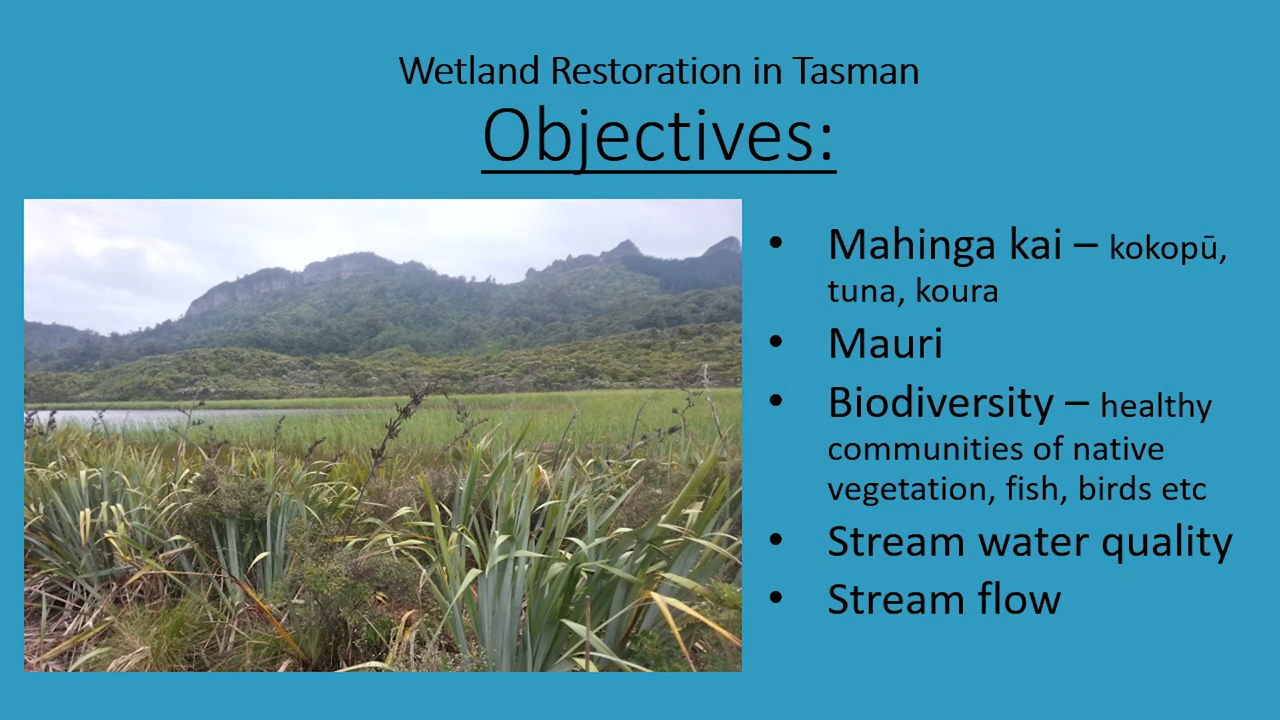 Wetland Restoration in Tasman
Objectives:
• Mahinga kai – kokopū,
tuna, koura
• Mauri
• Biodiversity – healthy
communities of native
vegetation, fish, birds etc
• Stream water quality
• Stream flow